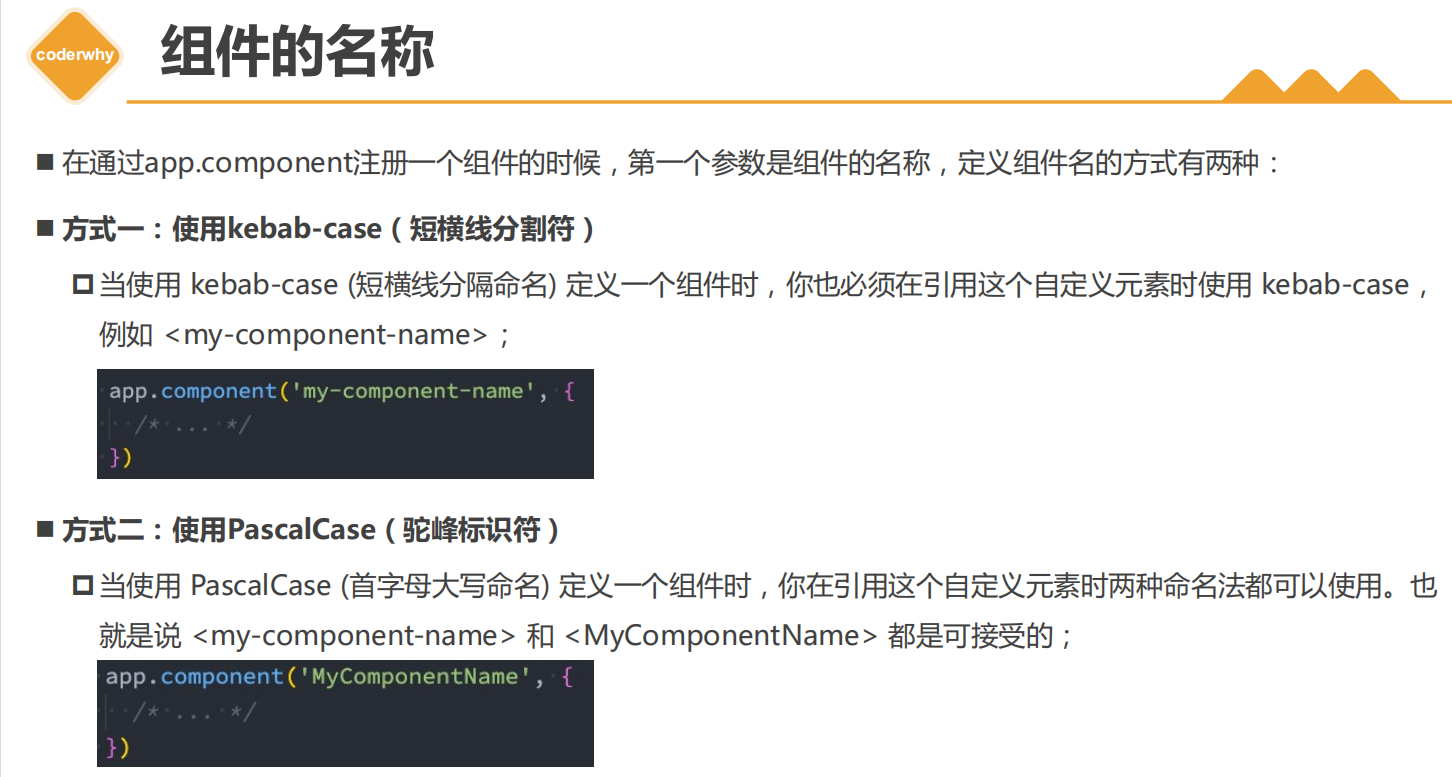 coderwhy
组件的名称
在通过app.component注册一个组件的时候，第一个参数是组件的名称，定义组件名的方式有两种：
方式一：使用kebab-case（短横线分割符）
当使用 kebab-case (短横线分隔命名) 定义一个组件时，你也必须在引用这个自定义元素时使用 kebab-case，
例如 <my-component-name>；
app.component('my-component-name', {
/* ... */
})
方式二：使用PascalCase（驼峰标识符）
当使用 PascalCase (首字母大写命名) 定义一个组件时，你在引用这个自定义元素时两种命名法都可以使用。也
就是说 <my-component-name> 和 <MyComponentName> 都是可接受的；
app.component('MyComponentName', {
/* ... */
})